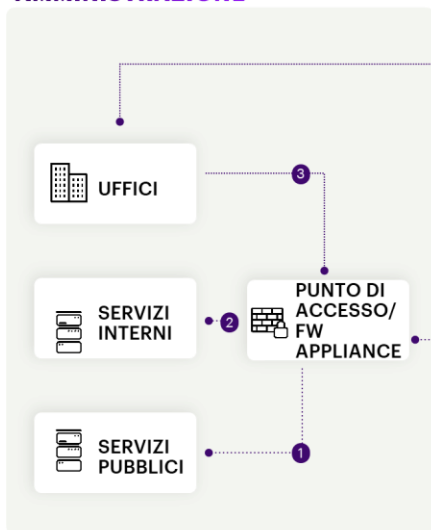 UFFICI
3
PUNTO DI
ACCESSO/
FW
APPLIANCE
SERVIZI
INTERNI
2
SERVIZI
PUBBLICI
1